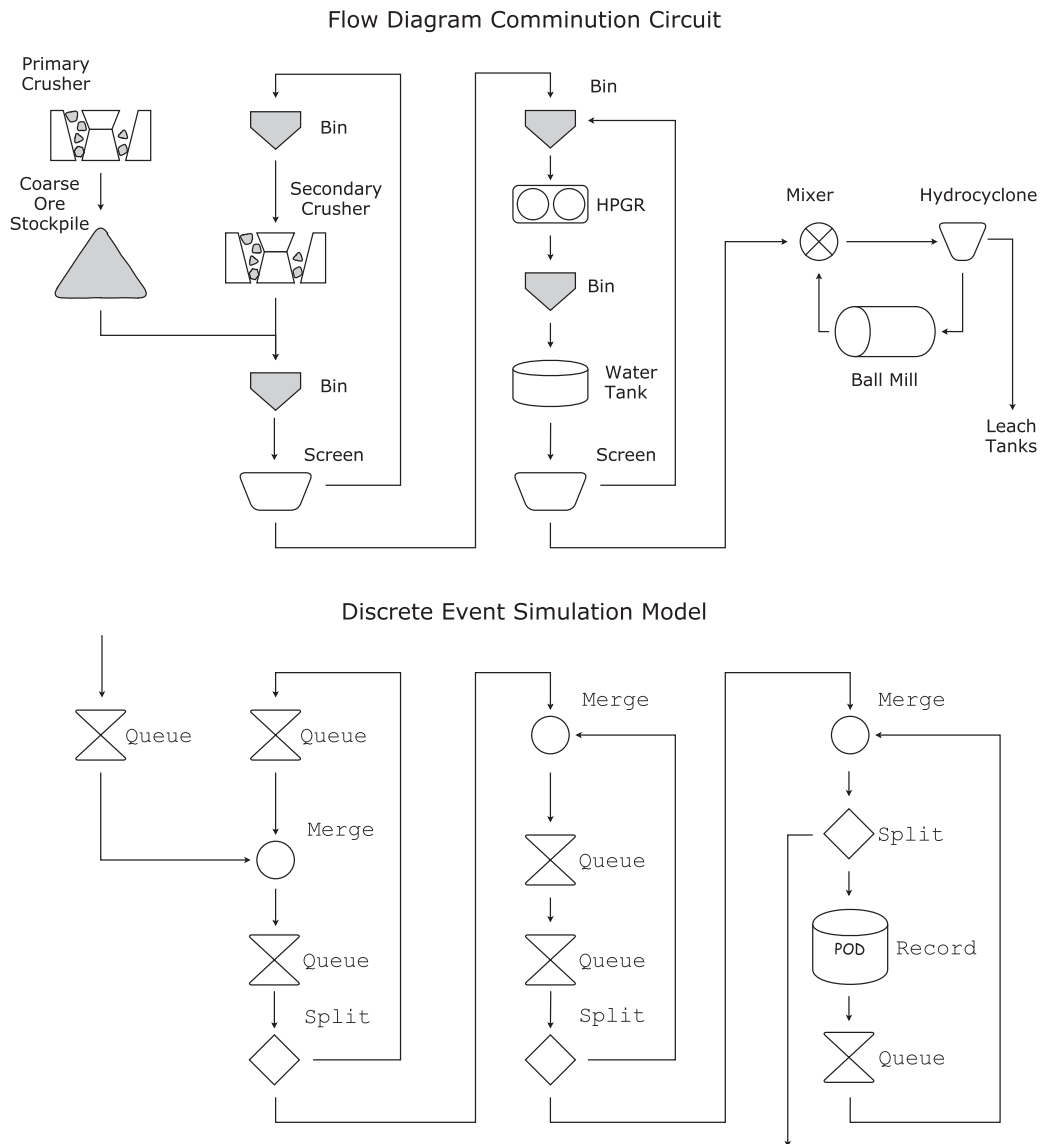 Flow Diagram Comminution Circuit
Primary
Crusher
Coarse
Ore
Stockpile
Bin
Secondary
Crusher
Bin
Screen
Bin
HPGR
Bin
Water
Tank
Screen
Mixer
Hydrocyclone
Ball Mill
Leach
Tanks
Discrete Event Simulation Model
Queue
Queue
Merge
Queue
Split
Merge
Queue
Queue
Split
Merge
Split
POD
Record
Queue